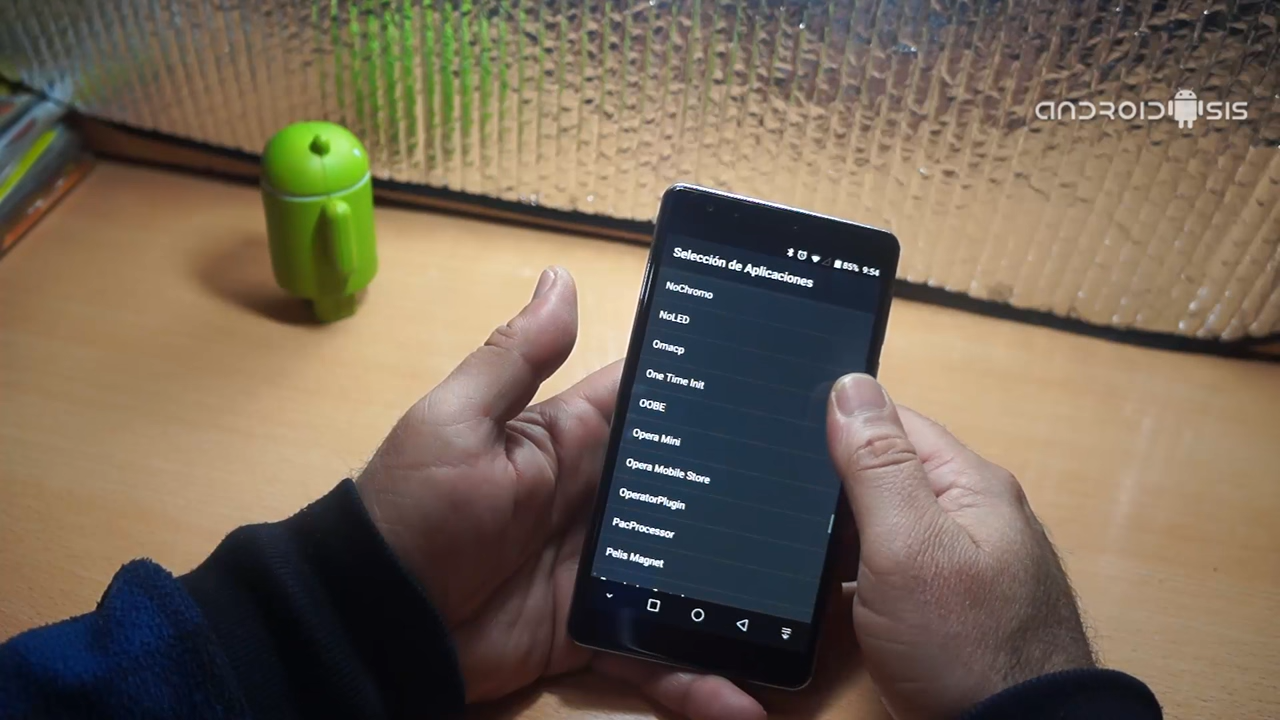 ANDROIDSIS
85% 9:54
Selección de Aplicaciones
NoChromo
NoLED
Omacp
One Time Init
OOBE
Opera Mini
Opera Mobile Store
OperatorPlugin
PacProcessor
Pelis Magnet